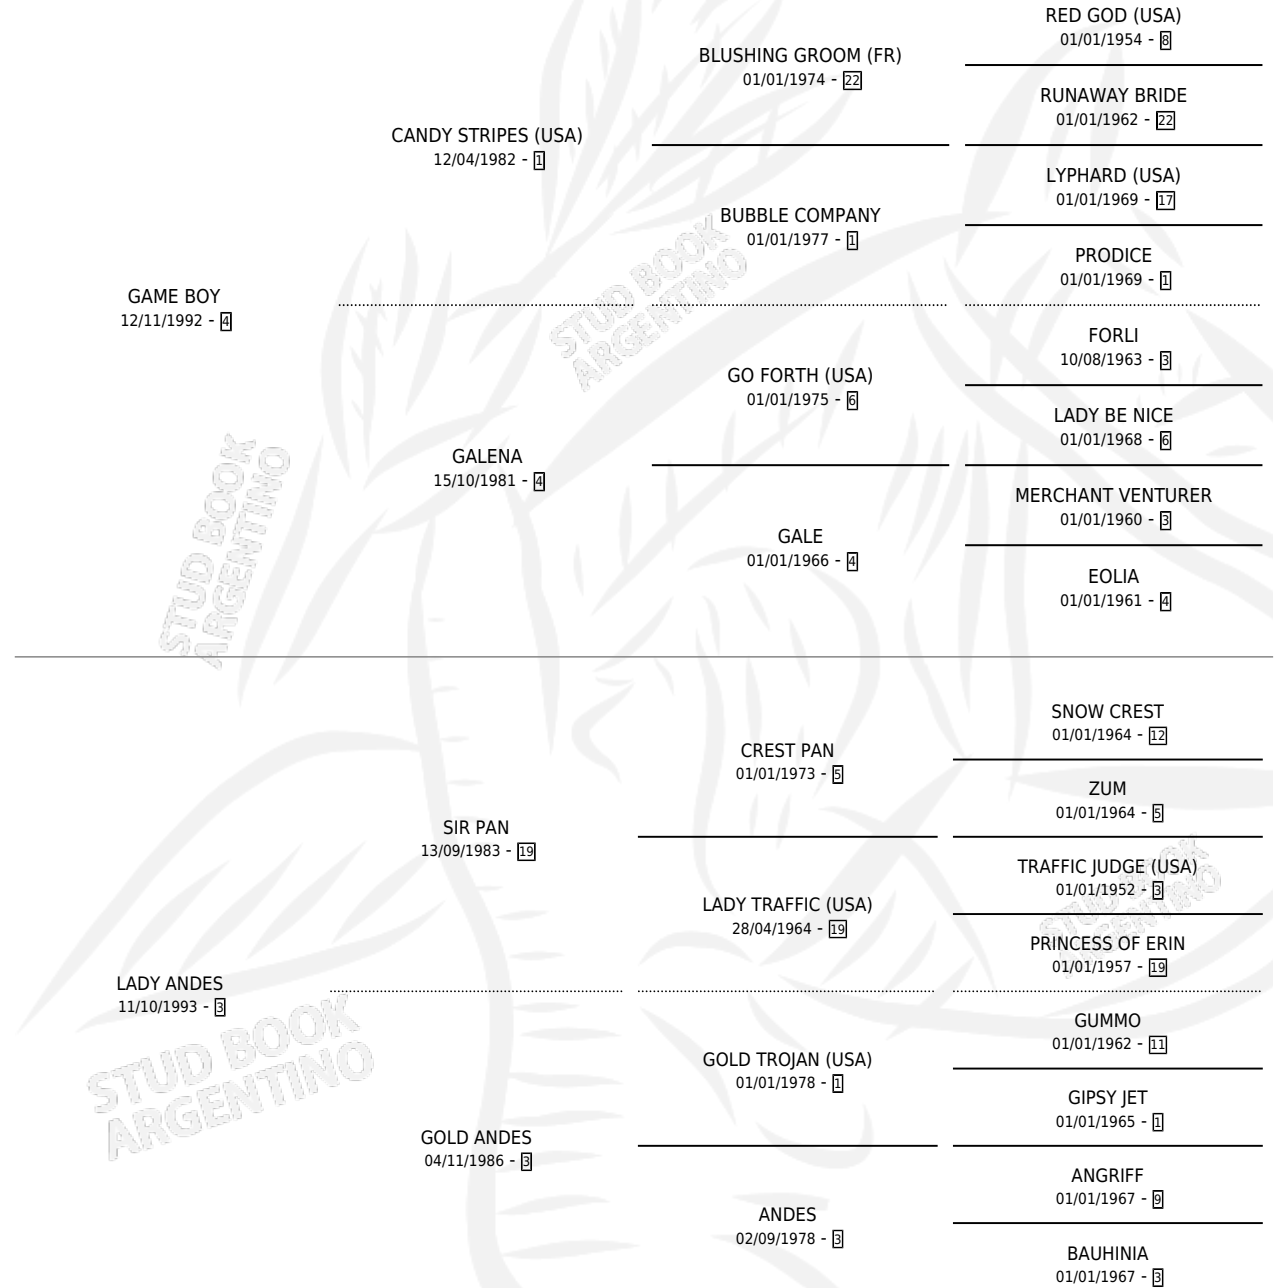 RED GOD (USA)
01/01/1954 - 8
BLUSHING GROOM (FR)
01/01/1974 - 22
RUNAWAY BRIDE
01/01/1962 - 22
CANDY STRIPES (USA)
12/04/1982 - 1
LYPHARD (USA)
01/01/1969 - 17
BUBBLE COMPANY
01/01/1977 - 1
PRODICE
01/01/1969 - 1
GAME BOY
12/11/1992 - 4
STUD BOOK
ARGENTINO
FORLI
10/08/1963 - 3
GO FORTH (USA)
01/01/1975 - 6
LADY BE NICE
01/01/1968 - 6
GALENA
15/10/1981 - 4
MERCHANT VENTURER
01/01/1960 - 3
GALE
01/01/1966 - 4
EOLIA
01/01/1961 - 4
STUD BOOK
ARGENTINO
SNOW CREST
01/01/1964 - 12
CREST PAN
01/01/1973 - 5
ZUM
01/01/1964 - 5
SIR PAN
13/09/1983 - 19
TRAFFIC JUDGE (USA)
01/01/1952 - 3
LADY TRAFFIC (USA)
28/04/1964 - 19
STUD BOOK
ARGENTINO
PRINCESS OF ERIN
01/01/1957 - 19
LADY ANDES
11/10/1993 - 3
GUMMO
01/01/1962 - 11
STUD BOOK
ARGENTINO
GOLD TROJAN (USA)
01/01/1978 - 1
GIPSY JET
01/01/1965 - 1
GOLD ANDES
04/11/1986 - 3
ANGRIFF
01/01/1967 - 9
ANDES
02/09/1978 - 3
BAUHINIA
01/01/1967 - 3